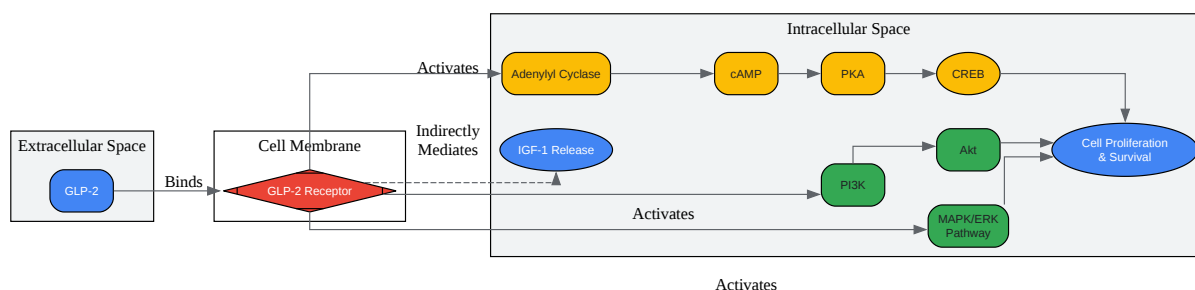 Intracellular Space
Activates
Adenylyl Cyclase
cAMP
PKA
CREB
Extracellular Space
Cell Membrane
Indirectly
Mediates
IGF-1 Release
Akt
Cell Proliferation
& Survival
GLP-2
Binds
GLP-2 Receptor
PI3K
Activates
MAPK/ERK
Pathway
Activates